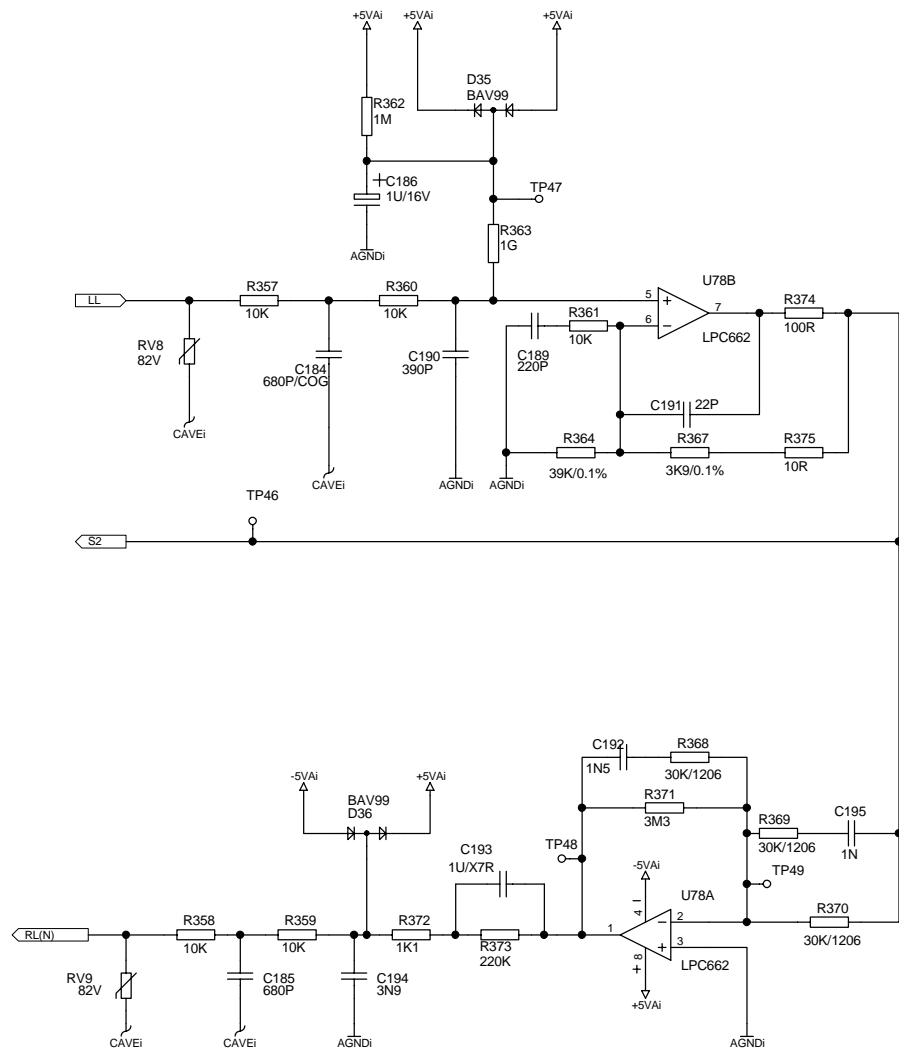 +5VAi +5VAi +5VAi
D35
BAV99
R362
1M
+ C186
1U/16V
TP47
R363
1G
AGNDi
U78B
LL
R357
10K
R360
10K
5 +
6 −
7
R374
100R
R361
10K
LPC662
RV8
82V
C184
680P/COG
C190
390P
C189
220P
C191 22P
CAVEi
R364
39K/0.1%
R367
3K9/0.1%
R375
10R
CAVEi
AGNDi
AGNDi
TP46
S2
C192
1N5
R368
30K/1206
-5VAi
+5VAi
R371
3M3
BAV99
D36
R369
30K/1206
C195
1N
C193
1U/X7R
TP48
TP49
-5VAi
U78A
4 −
RL(N)
R358
10K
R359
10K
R372
1K1
R373
220K
1
− 2
+ 3
R370
30K/1206
RV9
82V
C185
680P
C194
3N9
+ 8
LPC662
+5VAi
CAVEi
CAVEi
AGNDi
AGNDi